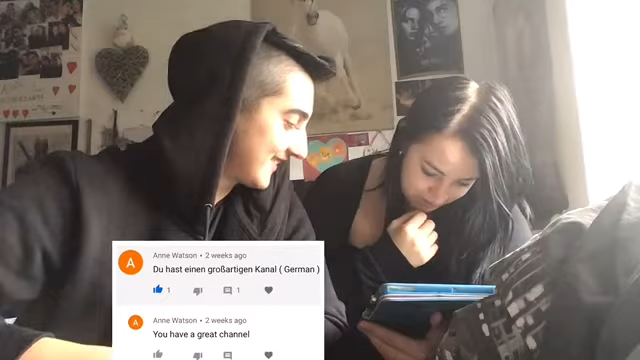 A
Anne Watson • 2 weeks ago
Du hast einen großartigen Kanal ( German )
1
1
A
Anne Watson • 2 weeks ago
You have a great channel